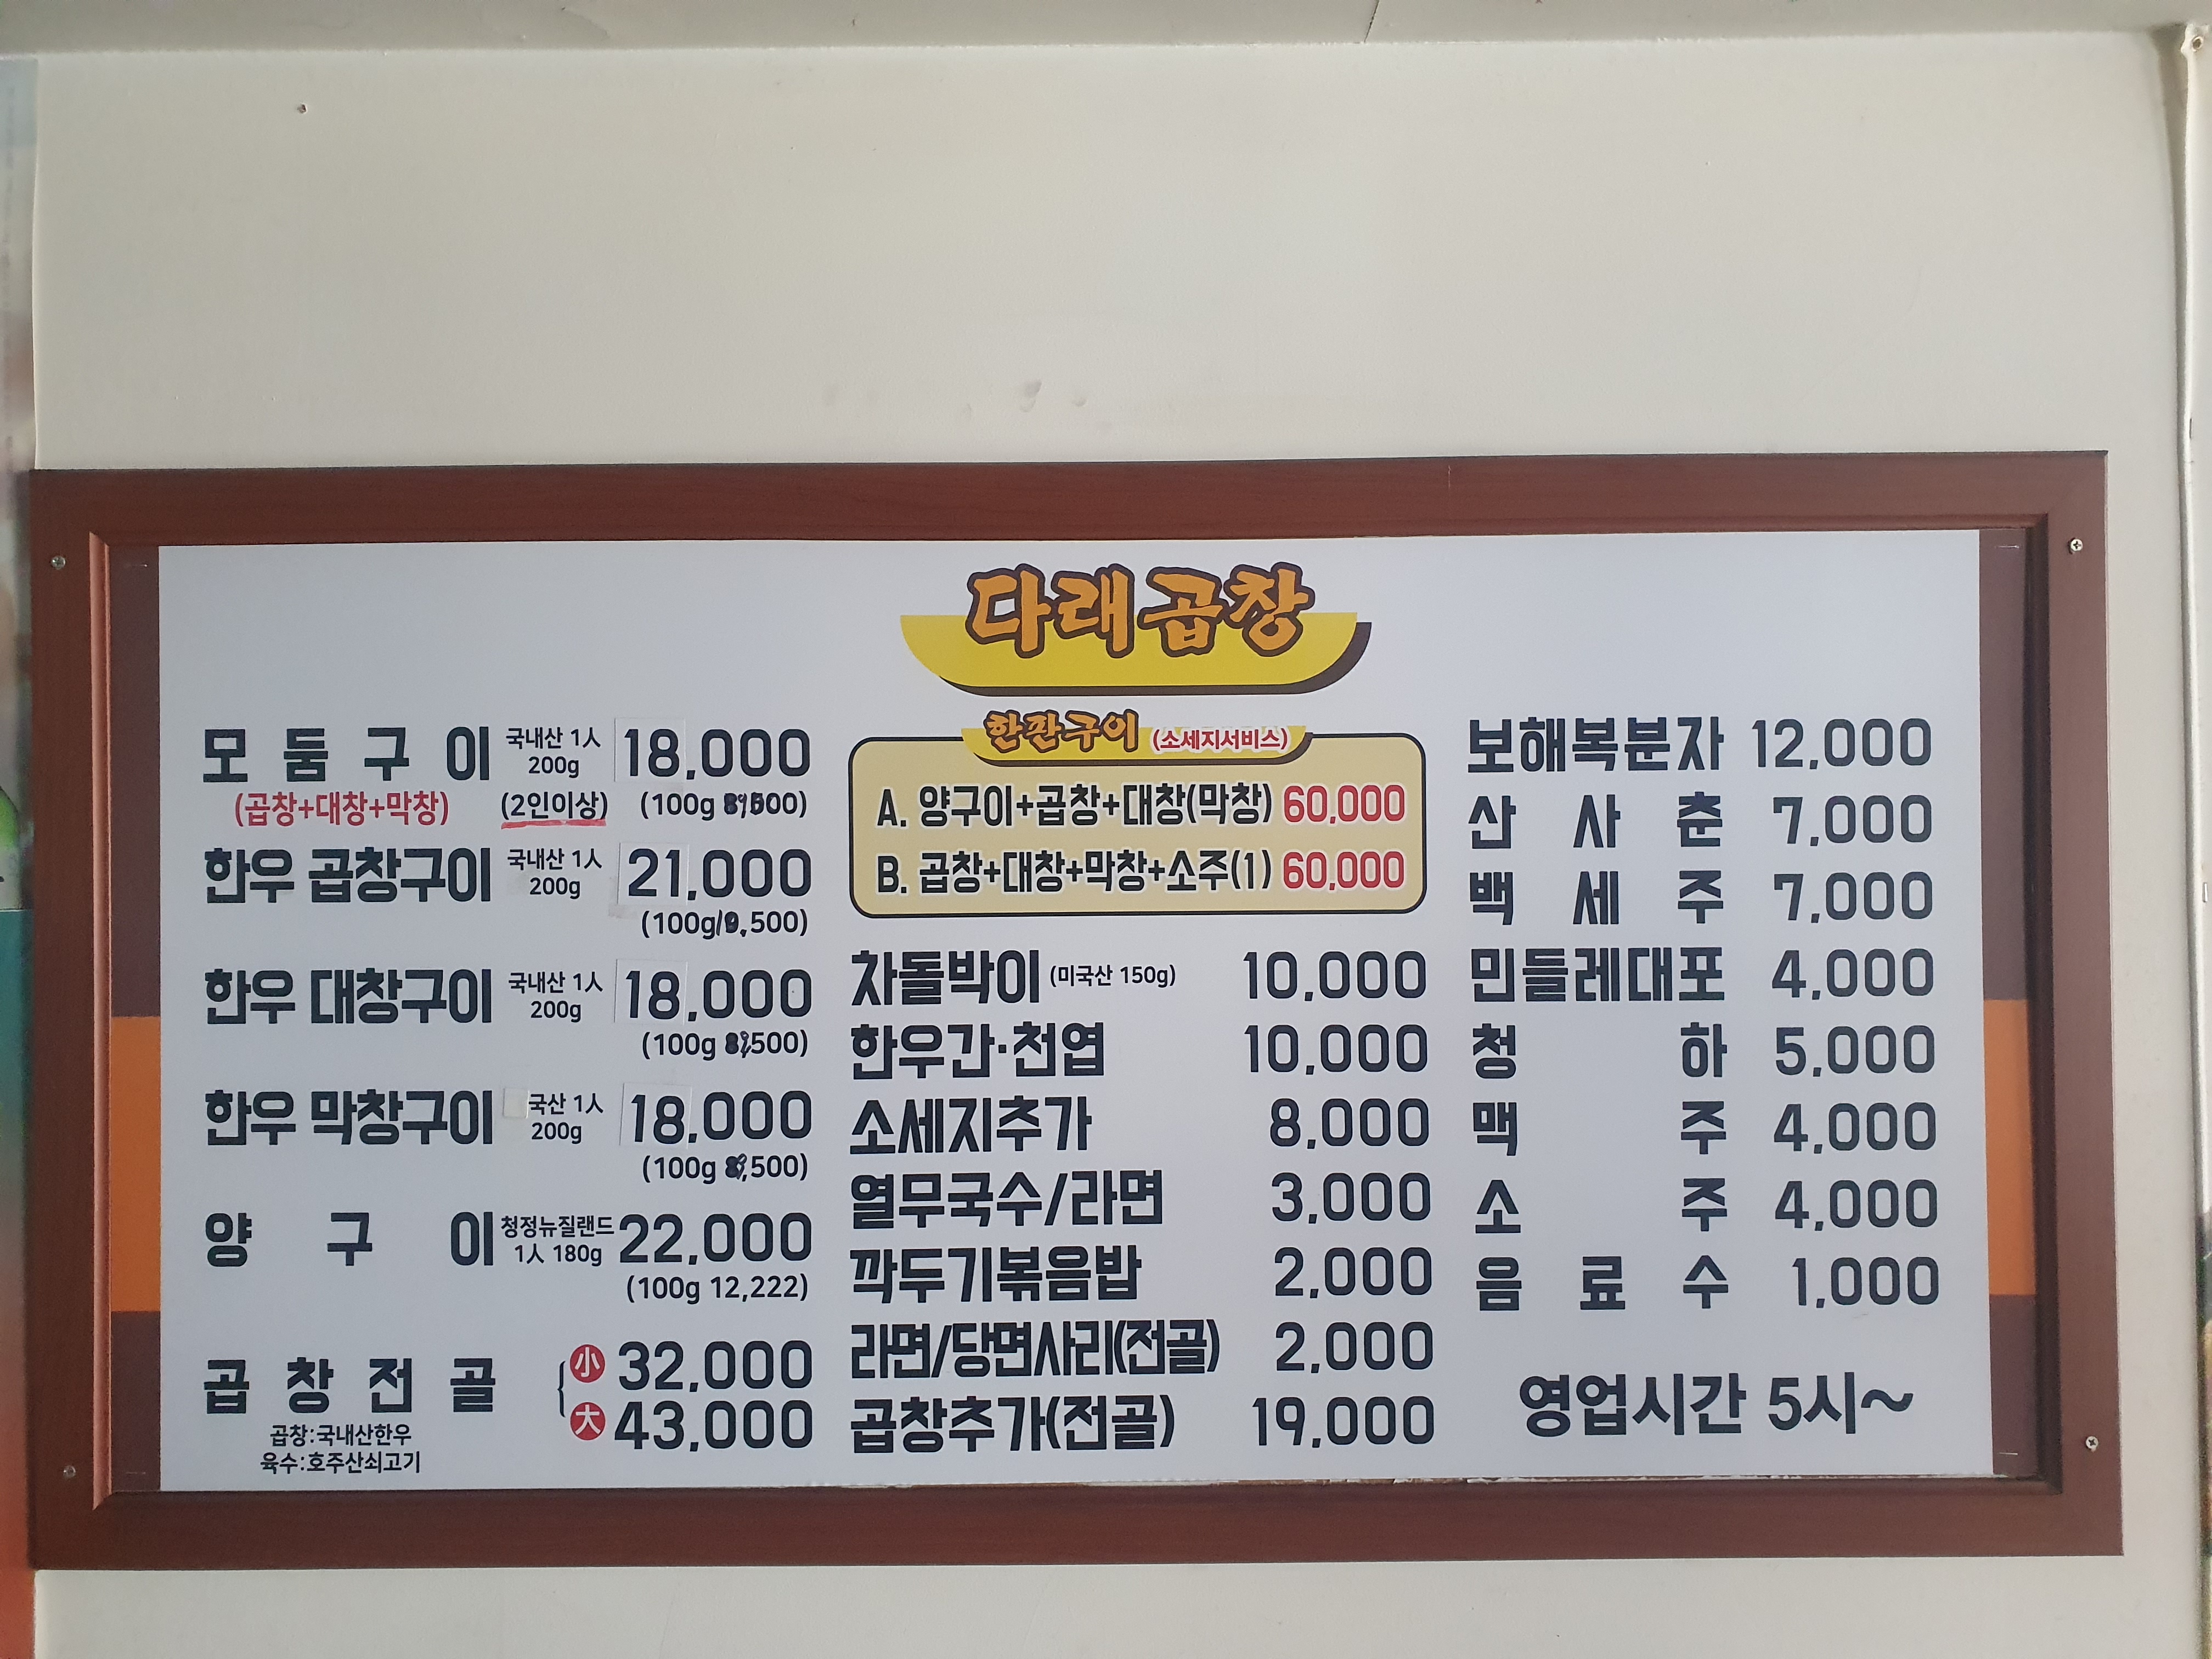 다래곱창
모둠구이 국내산 1人 200g 18,000
(곱창+대창+막창) (2인이상) (100g
한우 곱창구이 국내산 1人 200g 21,000
(100g
한우 대창구이 국내산 1人 200g 18,000
(100g
한우 막창구이 국산 1人 200g 18,000
(100g
양구이 청정뉴질랜드 1人 180g 22,000
(100g 12,222)
곱창전골 小 32,000
大 43,000
곱창:국내산한우
육수:호주산쇠고기
한판구이 (소세지서비스)
A. 양구이+곱창+대창(막창) 60,000
B. 곱창+대창+막창+소주(1) 60,000
차돌박이 (미국산 150g) 10,000
한우간·천엽 10,000
소세지추가 8,000
열무국수/라면 3,000
깍두기볶음밥 2,000
라면/당면사리(전골) 2,000
곱창추가(전골) 19,000
보해복분자 12,000
산사춘 7,000
백세주 7,000
민들레대포 4,000
청하 5,000
맥주 4,000
소주 4,000
음료수 1,000
영업시간 5시~